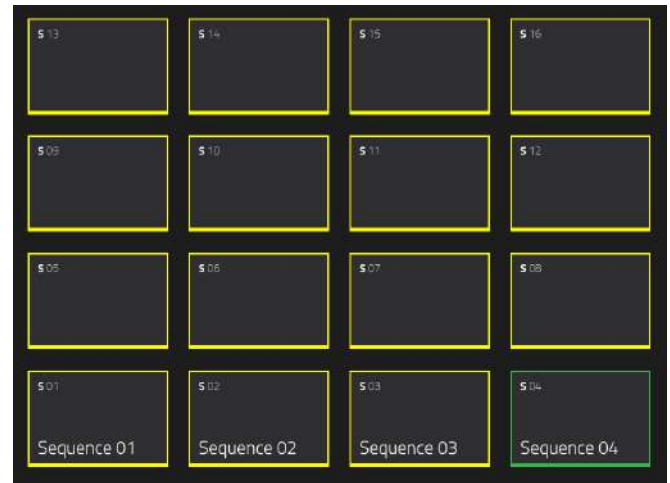 S 13
S 14
S 15
S 16
S 09
S 10
S 11
S 12
S 05
S 06
S 07
S 08
S 01
S 02
S 03
S 04
Sequence 01
Sequence 02
Sequence 03
Sequence 04